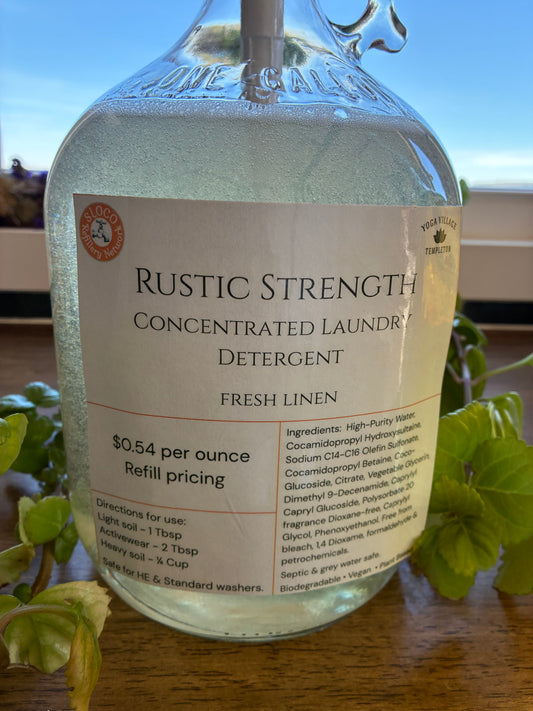 ONE GALLON
SLOCO
Refillery Network
YOGA VILLAGE
TEMPLETON
RUSTIC STRENGTH
CONCENTRATED LAUNDRY
DETERGENT
FRESH LINEN
$0.54 per ounce
Refill pricing
Directions for use:
Light soil - 1 Tbsp
Activewear - 2 Tbsp
Heavy soil - ¼ Cup
Safe for HE & Standard washers.
Ingredients: High-Purity Water,
Cocamidopropyl Hydroxysultaine,
Sodium C14-C16 Olefin Sulfonate,
Cocamidopropyl Betaine, Coco-
Glucoside, Citrate, Vegetable Glycerin,
Dimethyl 9-Decenamide, Caprylyl
Capryl Glucoside, Polysorbate 20
fragrance Dioxane-free, Caprylyl
Glycol, Phenoxyethanol, Free from
bleach, 1,4 Dioxame, formaldehyde &
petrochemicals.
Septic & grey water safe.
Biodegradable • Vegan • Plant